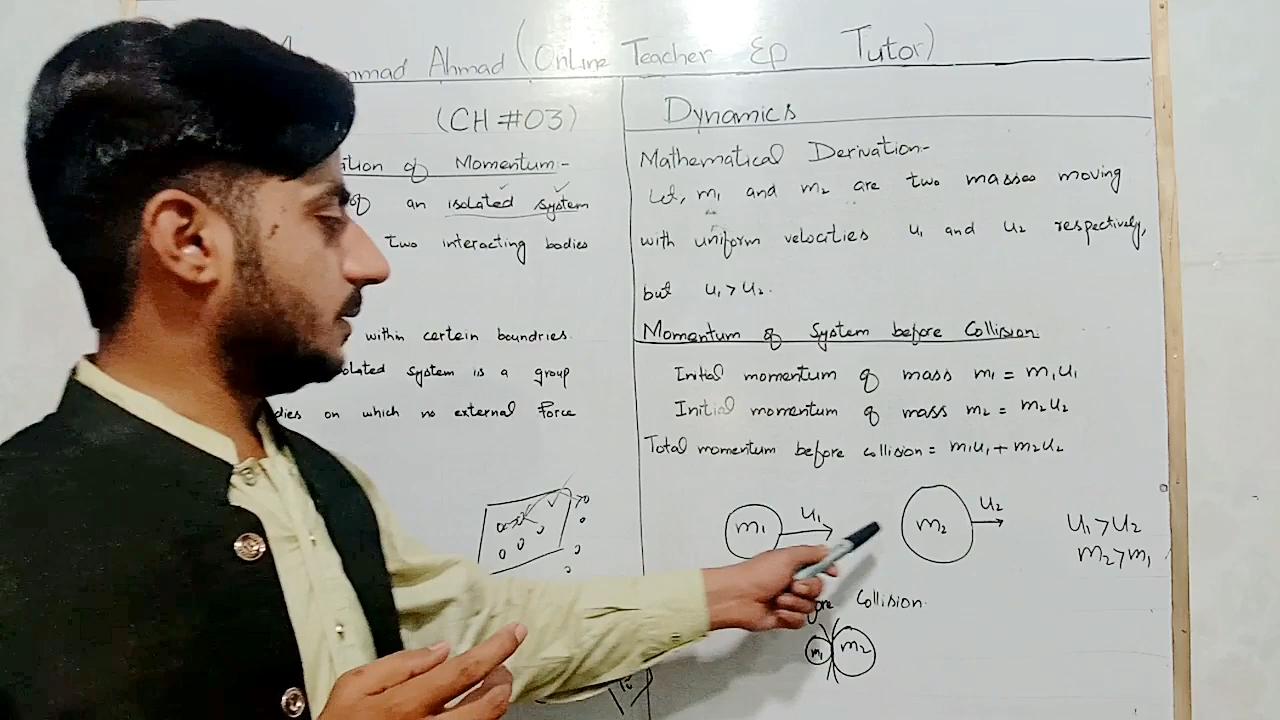 mmad Ahmad (Online Teacher Ep Tutor)
(CH #03)
ation of Momentum:-
of an isolated system
two interacting bodies
within certein boundries.
olated system is a group
dies on which no external Force
Dynamics
Mathematical Derivation-
Let, m1 and m2 are two masses moving
with uniform velocities u1 and u2 respectively,
but u1 > u2.
Momentum of System before Collision
Initial momentum of mass m1 = m1u1
Initial momentum of mass m2 = m2u2
Total momentum before collision = m1u1 + m2u2
m1 u1 m2 u2
u1 > u2
m2 > m1
ore Collision.
m1 m2